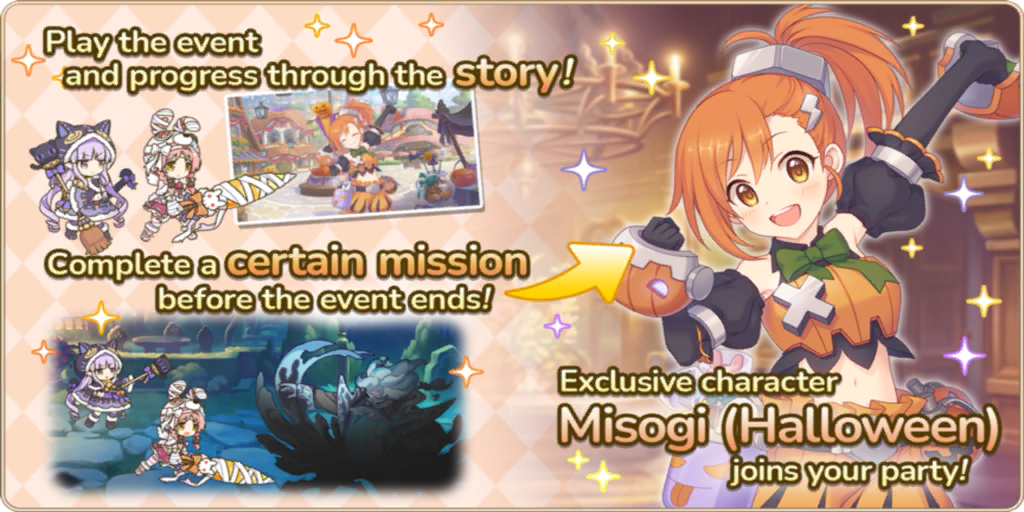 Play the event
and progress through the story!
Complete a certain mission
before the event ends!
Exclusive character
Misogi (Halloween)
joins your party!